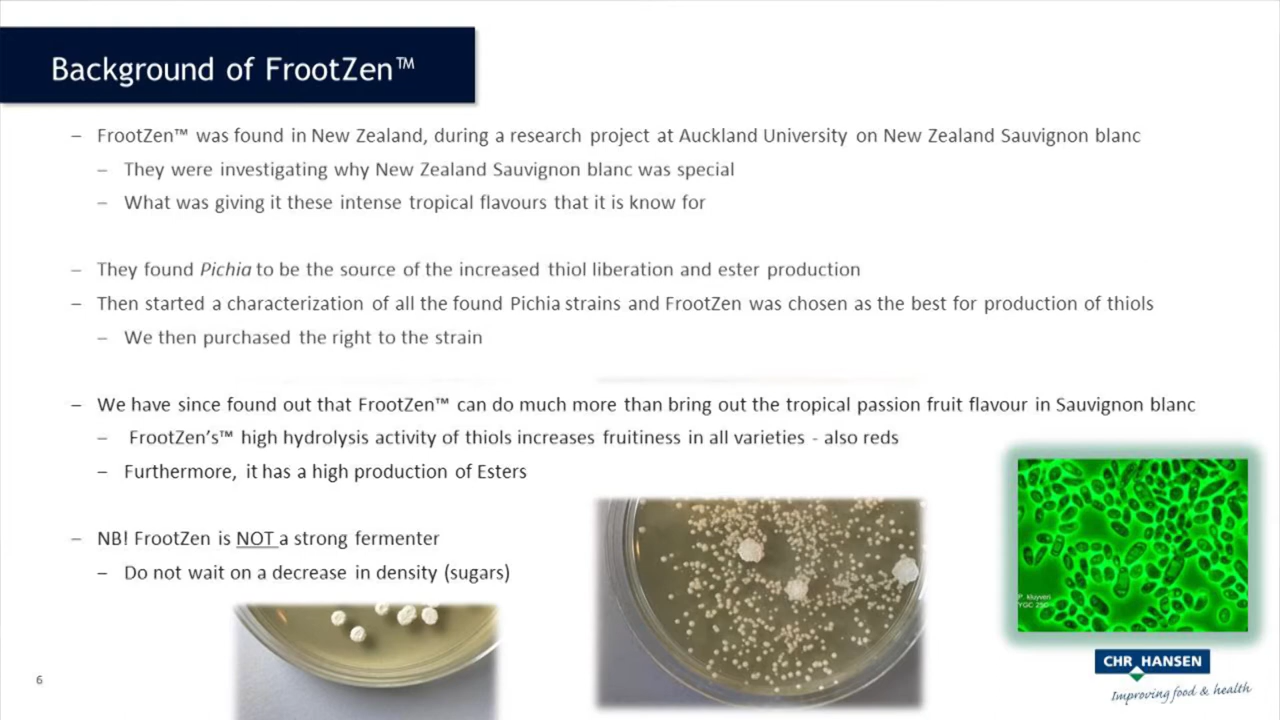 Background of FrootZen™
– FrootZen™ was found in New Zealand, during a research project at Auckland University on New Zealand Sauvignon blanc
– They were investigating why New Zealand Sauvignon blanc was special
– What was giving it these intense tropical flavours that it is know for
– They found Pichia to be the source of the increased thiol liberation and ester production
– Then started a characterization of all the found Pichia strains and FrootZen was chosen as the best for production of thiols
– We then purchased the right to the strain
– We have since found out that FrootZen™ can do much more than bring out the tropical passion fruit flavour in Sauvignon blanc
– FrootZen's™ high hydrolysis activity of thiols increases fruitiness in all varieties - also reds
– Furthermore, it has a high production of Esters
– NB! FrootZen is NOT a strong fermenter
– Do not wait on a decrease in density (sugars)
P. kluyveri
YGC 250
CHR HANSEN
Improving food & health
6